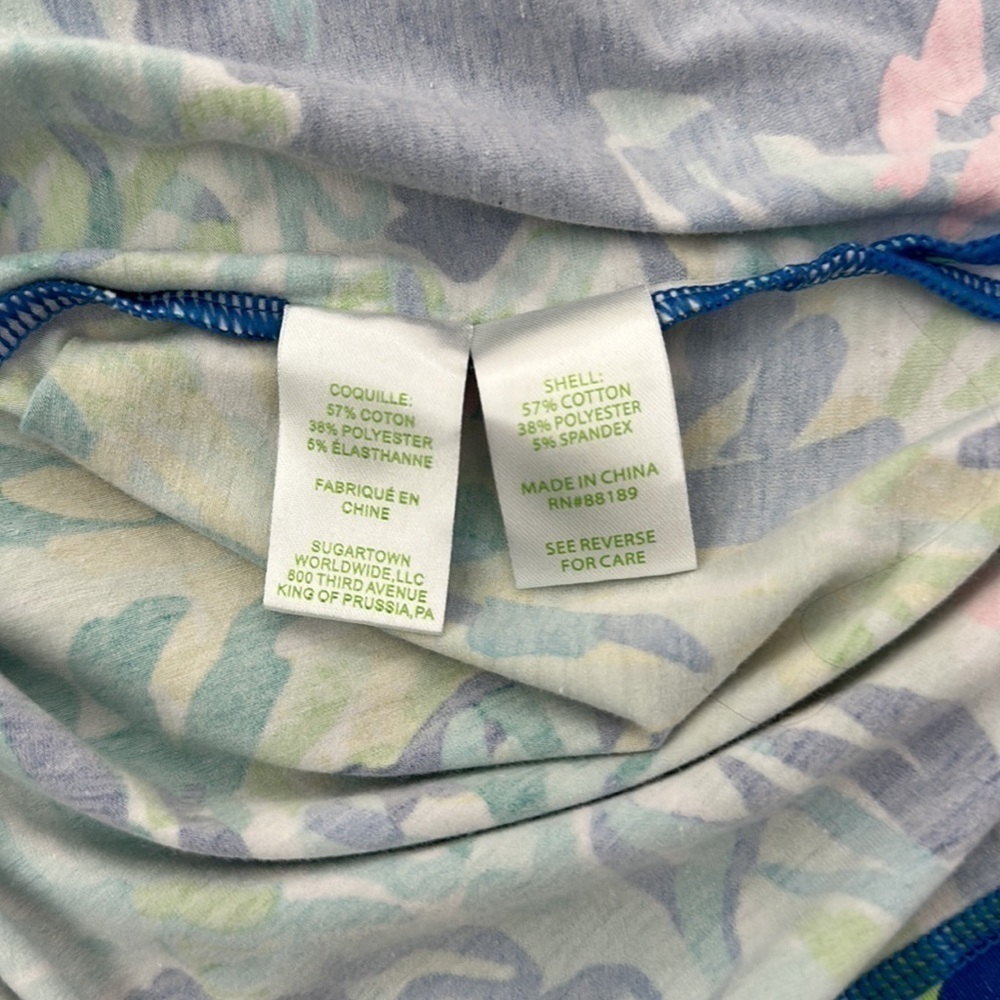 COQUILLE:
57% COTON
38% POLYESTER
5% ÉLASTHANNE
FABRIQUÉ EN
CHINE
SUGARTOWN
WORLDWIDE,LLC
800 THIRD AVENUE
KING OF PRUSSIA,PA
SHELL:
57% COTTON
38% POLYESTER
5% SPANDEX
MADE IN CHINA
RN#88189
SEE REVERSE
FOR CARE